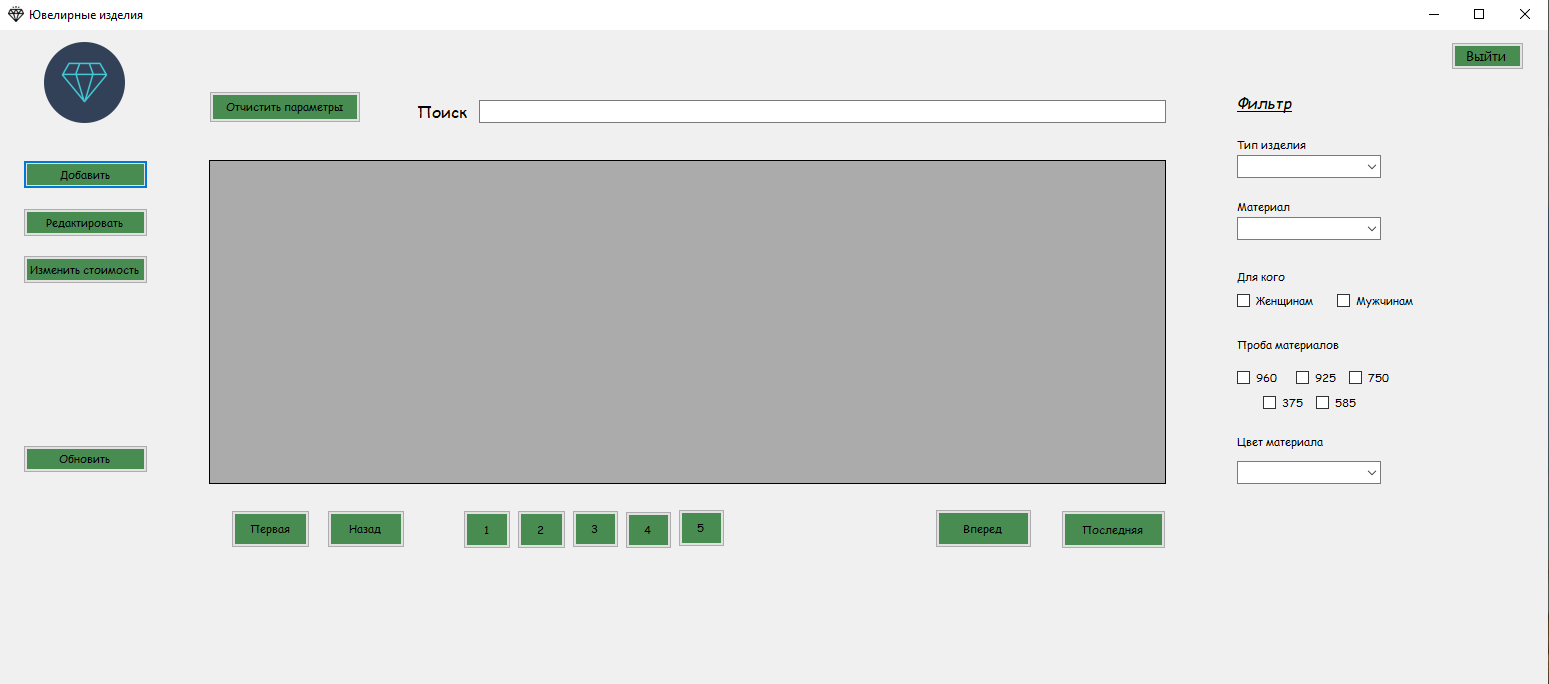 Ювелирные изделия
Выйти
Отчистить параметры
Поиск
Фильтр
Тип изделия
Добавить
Редактировать
Материал
Изменить стоимость
Для кого
Женщинам Мужчинам
Проба материалов
960 925 750
375 585
Цвет материала
Обновить
Первая Назад 1 2 3 4 5 Вперед Последняя